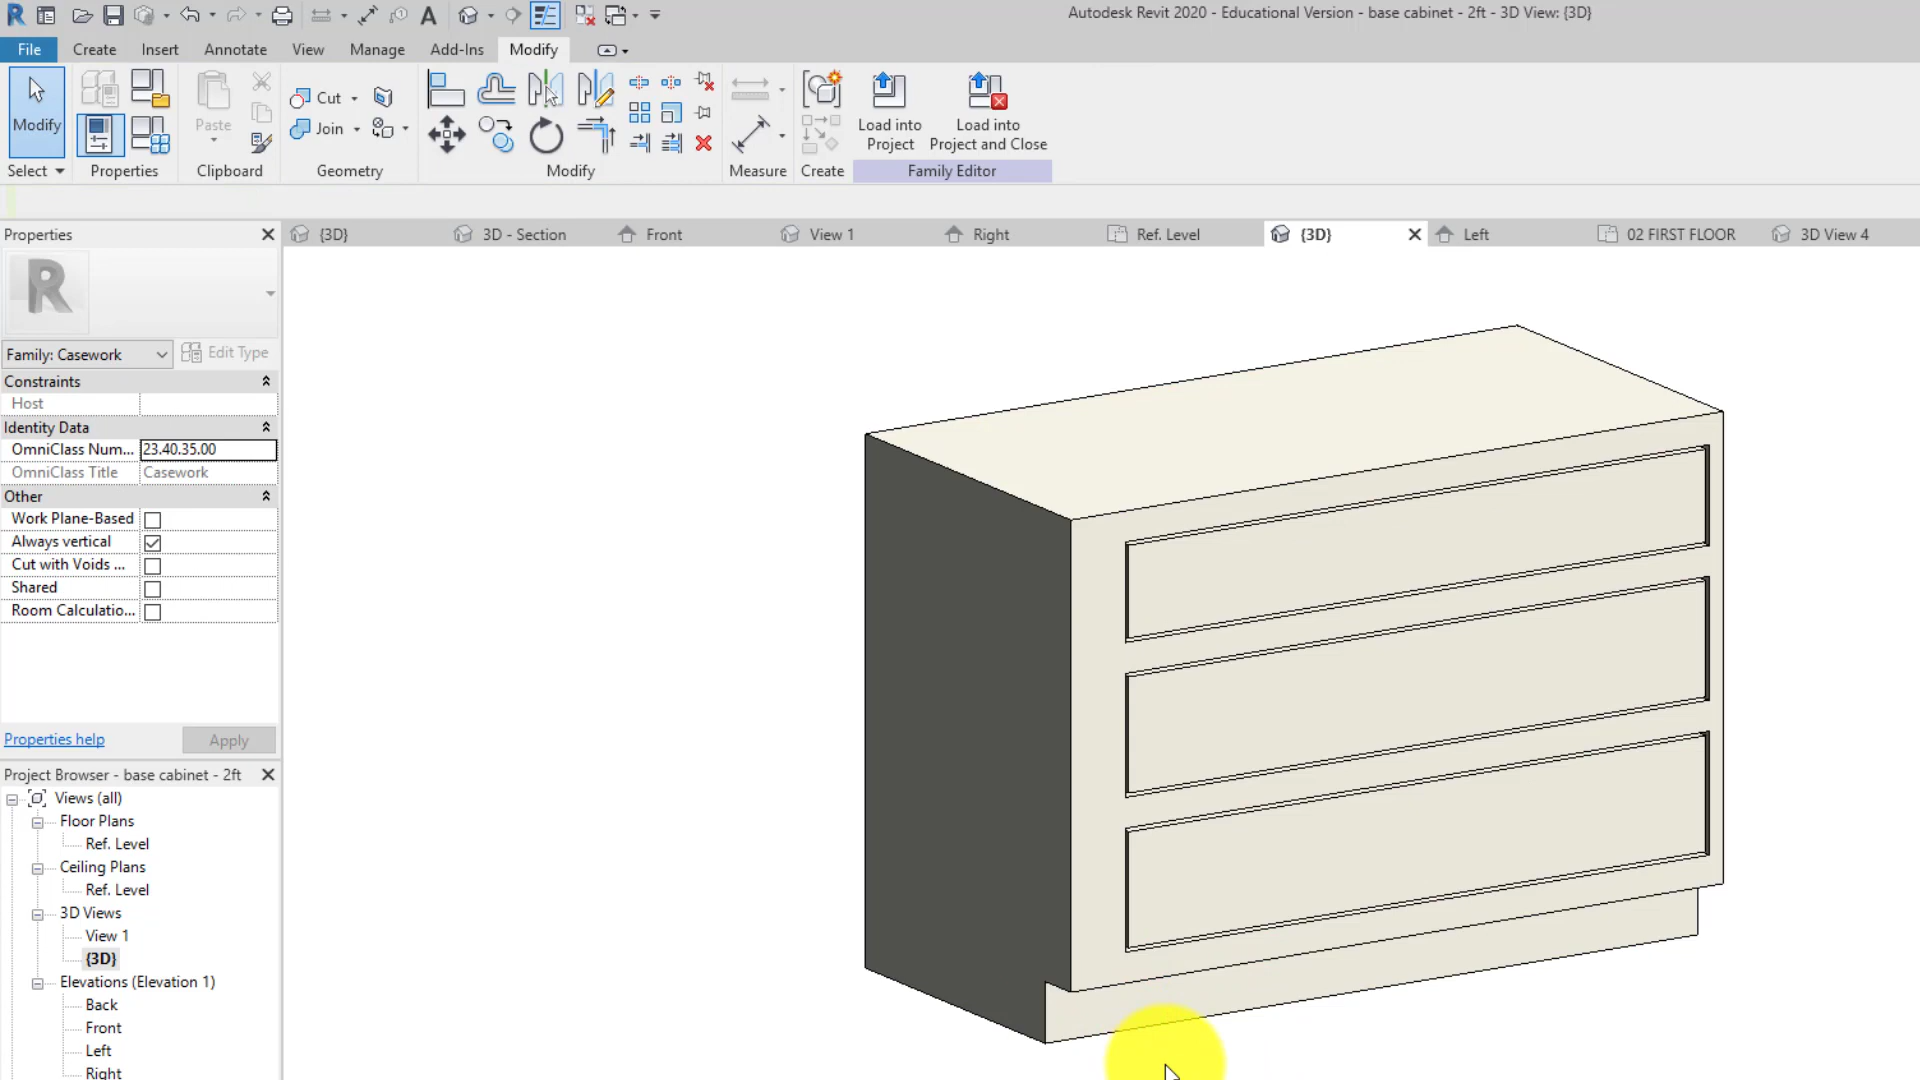 Autodesk Revit 2020 - Educational Version - base cabinet - 2ft - 3D View: {3D}
File Create Insert Annotate View Manage Add-Ins Modify
Modify Paste Cut Join Load into Project Load into Project and Close
Select Properties Clipboard Geometry Modify Measure Create Family Editor
Properties
{3D} 3D - Section Front View 1 Right Ref. Level {3D} Left 02 FIRST FLOOR 3D View 4
Family: Casework Edit Type
Constraints
Host
Identity Data
OmniClass Num... 23.40.35.00
OmniClass Title Casework
Other
Work Plane-Based
Always vertical
Cut with Voids ...
Shared
Room Calculatio...
Properties help Apply
Project Browser - base cabinet - 2ft
Views (all)
Floor Plans
Ref. Level
Ceiling Plans
Ref. Level
3D Views
View 1
{3D}
Elevations (Elevation 1)
Back
Front
Left
Right